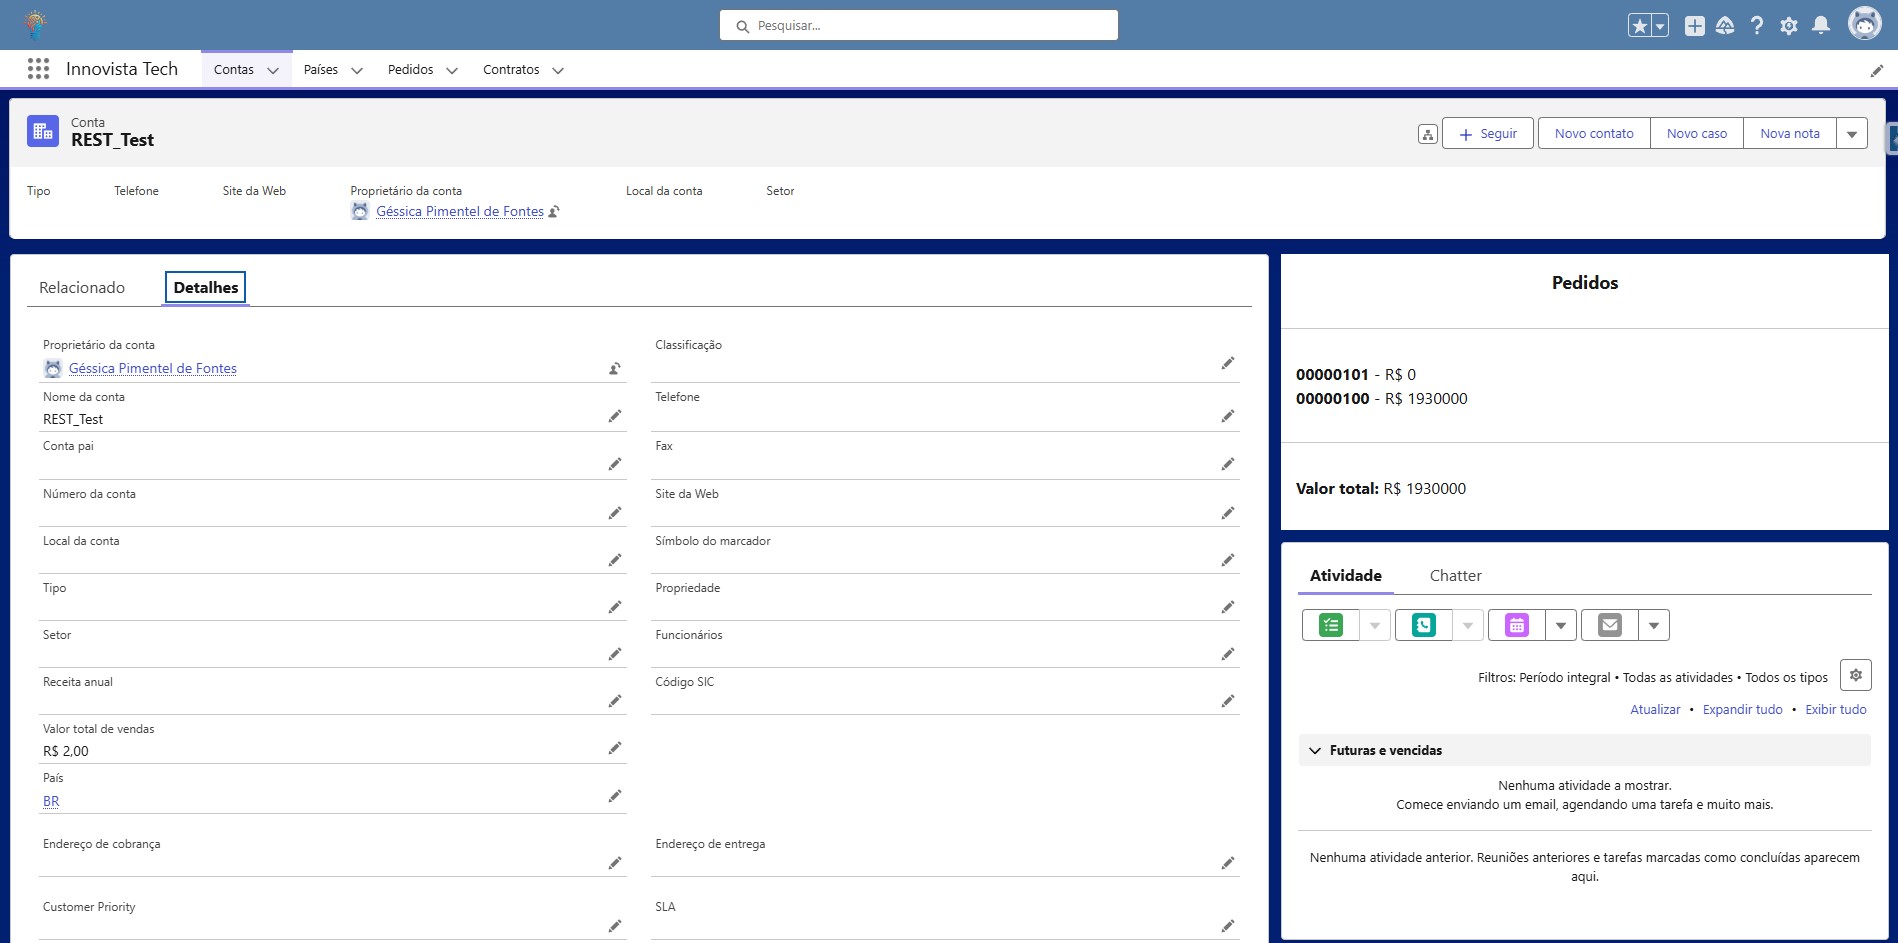 Pesquisar...
Innovista Tech
Contas
Países
Pedidos
Contratos
Conta
REST_Test
Seguir
Novo contato
Novo caso
Nova nota
Tipo
Telefone
Site da Web
Proprietário da conta
Local da conta
Setor
Géssica Pimentel de Fontes
Relacionado
Detalhes
Proprietário da conta
Géssica Pimentel de Fontes
Classificação
Nome da conta
REST_Test
Telefone
Conta pai
Fax
Número da conta
Site da Web
Local da conta
Símbolo do marcador
Tipo
Propriedade
Setor
Funcionários
Receita anual
Código SIC
Valor total de vendas
R$ 2,00
País
BR
Endereço de cobrança
Endereço de entrega
Customer Priority
SLA
Pedidos
00000101 - R$ 0
00000100 - R$ 1930000
Valor total: R$ 1930000
Atividade
Chatter
Filtros: Período integral • Todas as atividades • Todos os tipos
Atualizar • Expandir tudo • Exibir tudo
Futuras e vencidas
Nenhuma atividade a mostrar.
Comece enviando um email, agendando uma tarefa e muito mais.
Nenhuma atividade anterior. Reuniões anteriores e tarefas marcadas como concluídas aparecem
aqui.